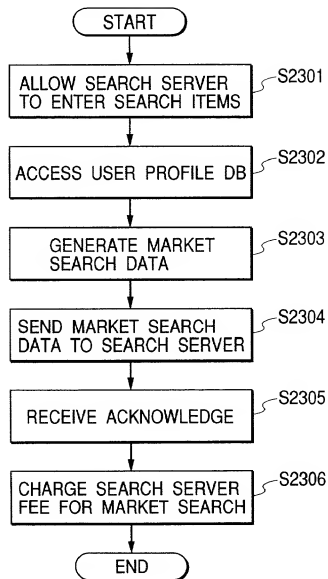 START
ALLOW SEARCH SERVER
TO ENTER SEARCH ITEMS
S2301
ACCESS USER PROFILE DB
S2302
GENERATE MARKET
SEARCH DATA
S2303
SEND MARKET SEARCH
DATA TO SEARCH SERVER
S2304
RECEIVE ACKNOWLEDGE
S2305
CHARGE SEARCH SERVER
FEE FOR MARKET SEARCH
S2306
END